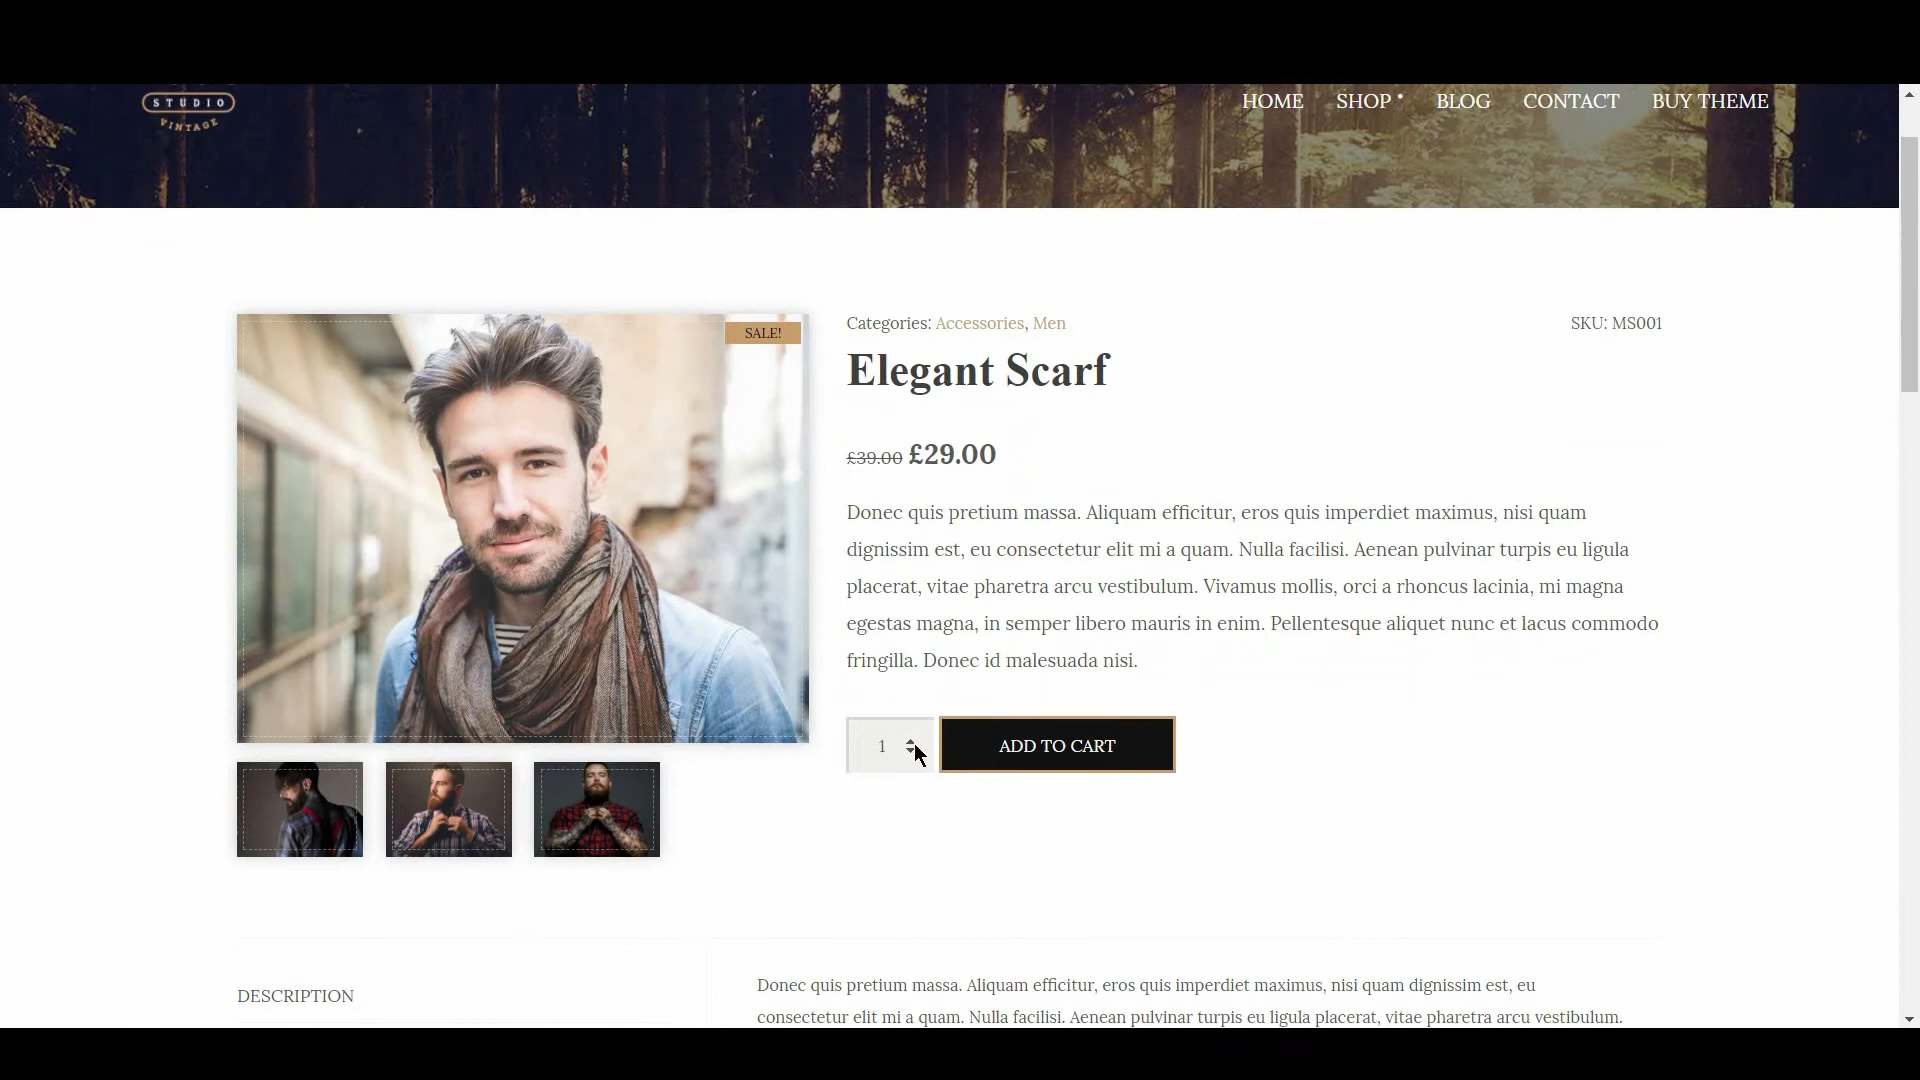 STUDIO
VINTAGE
HOME SHOP BLOG CONTACT BUY THEME
SALE!
Categories: Accessories, Men
SKU: MS001
Elegant Scarf
£39.00 £29.00
Donec quis pretium massa. Aliquam efficitur, eros quis imperdiet maximus, nisi quam
dignissim est, eu consectetur elit mi a quam. Nulla facilisi. Aenean pulvinar turpis eu ligula
placerat, vitae pharetra arcu vestibulum. Vivamus mollis, orci a rhoncus lacinia, mi magna
egestas magna, in semper libero mauris in enim. Pellentesque aliquet nunc et lacus commodo
fringilla. Donec id malesuada nisi.
1
ADD TO CART
DESCRIPTION
Donec quis pretium massa. Aliquam efficitur, eros quis imperdiet maximus, nisi quam dignissim est, eu
consectetur elit mi a quam. Nulla facilisi. Aenean pulvinar turpis eu ligula placerat, vitae pharetra arcu vestibulum.